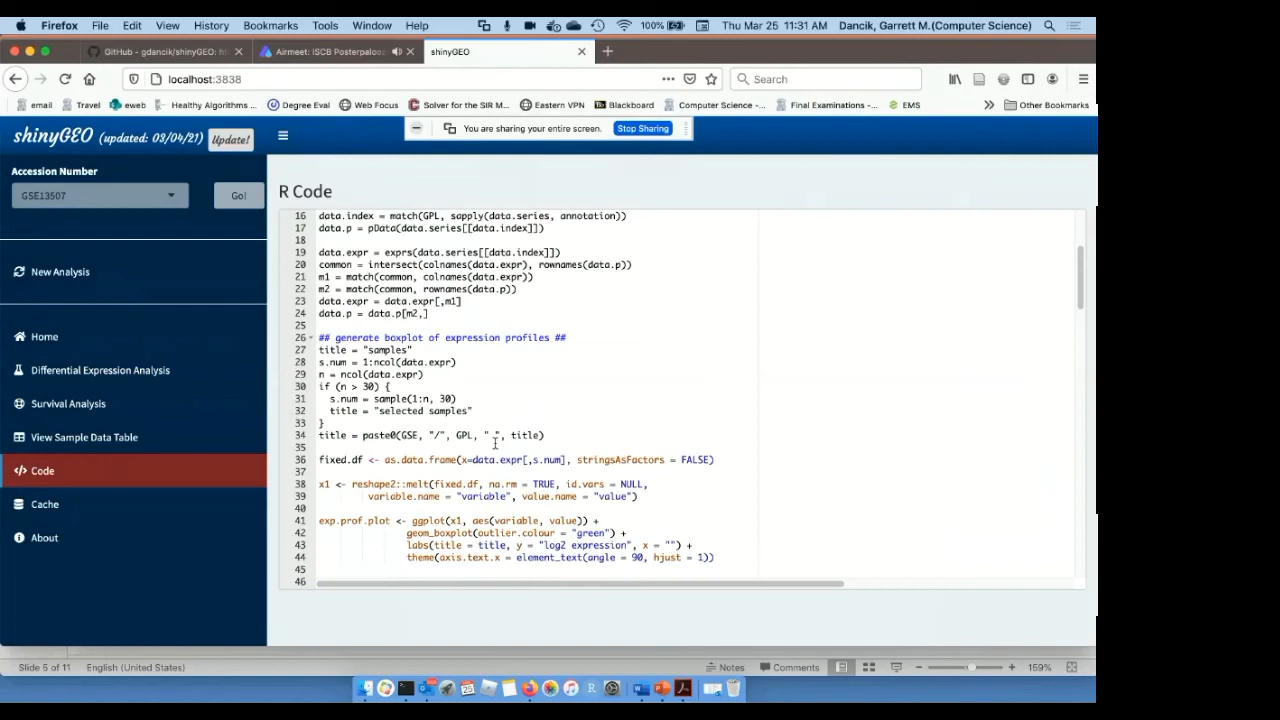 Firefox File Edit View History Bookmarks Tools Window Help 100% Thu Mar 25 11:31 AM Dancik, Garrett M.(Computer Science)
GitHub - gdancik/shinyGEO: ht Airmeet: ISCB Posterpalooz shinyGEO
localhost:3838 Search
email Travel eweb Healthy Algorithms ... Degree Eval Web Focus Solver for the SIR M... Eastern VPN Blackboard Computer Science -... Final Examinations -... EMS Other Bookmarks
You are sharing your entire screen. Stop Sharing
shinyGEO (updated: 03/04/21) Update!
Accession Number
GSE13507 Go!
New Analysis
Home
Differential Expression Analysis
Survival Analysis
View Sample Data Table
Code
Cache
About
R Code
16 data.index = match(GPL, sapply(data.series, annotation))
17 data.p = pData(data.series[[data.index]])
18
19 data.expr = exprs(data.series[[data.index]])
20 common = intersect(colnames(data.expr), rownames(data.p))
21 m1 = match(common, colnames(data.expr))
22 m2 = match(common, rownames(data.p))
23 data.expr = data.expr[,m1]
24 data.p = data.p[m2,]
25
26 ## generate boxplot of expression profiles ##
27 title = "samples"
28 s.num = 1:ncol(data.expr)
29 n = ncol(data.expr)
30 if (n > 30) {
31 s.num = sample(1:n, 30)
32 title = "selected samples"
33 }
34 title = paste0(GSE, "/", GPL, " ", title)
35
36 fixed.df <- as.data.frame(x=data.expr[,s.num], stringsAsFactors = FALSE)
37
38 x1 <- reshape2::melt(fixed.df, na.rm = TRUE, id.vars = NULL,
39 variable.name = "variable", value.name = "value")
40
41 exp.prof.plot <- ggplot(x1, aes(variable, value)) +
42 geom_boxplot(outlier.colour = "green") +
43 labs(title = title, y = "log2 expression", x = "") +
44 theme(axis.text.x = element_text(angle = 90, hjust = 1))
45
46
Slide 5 of 11 English (United States) Notes Comments 159%